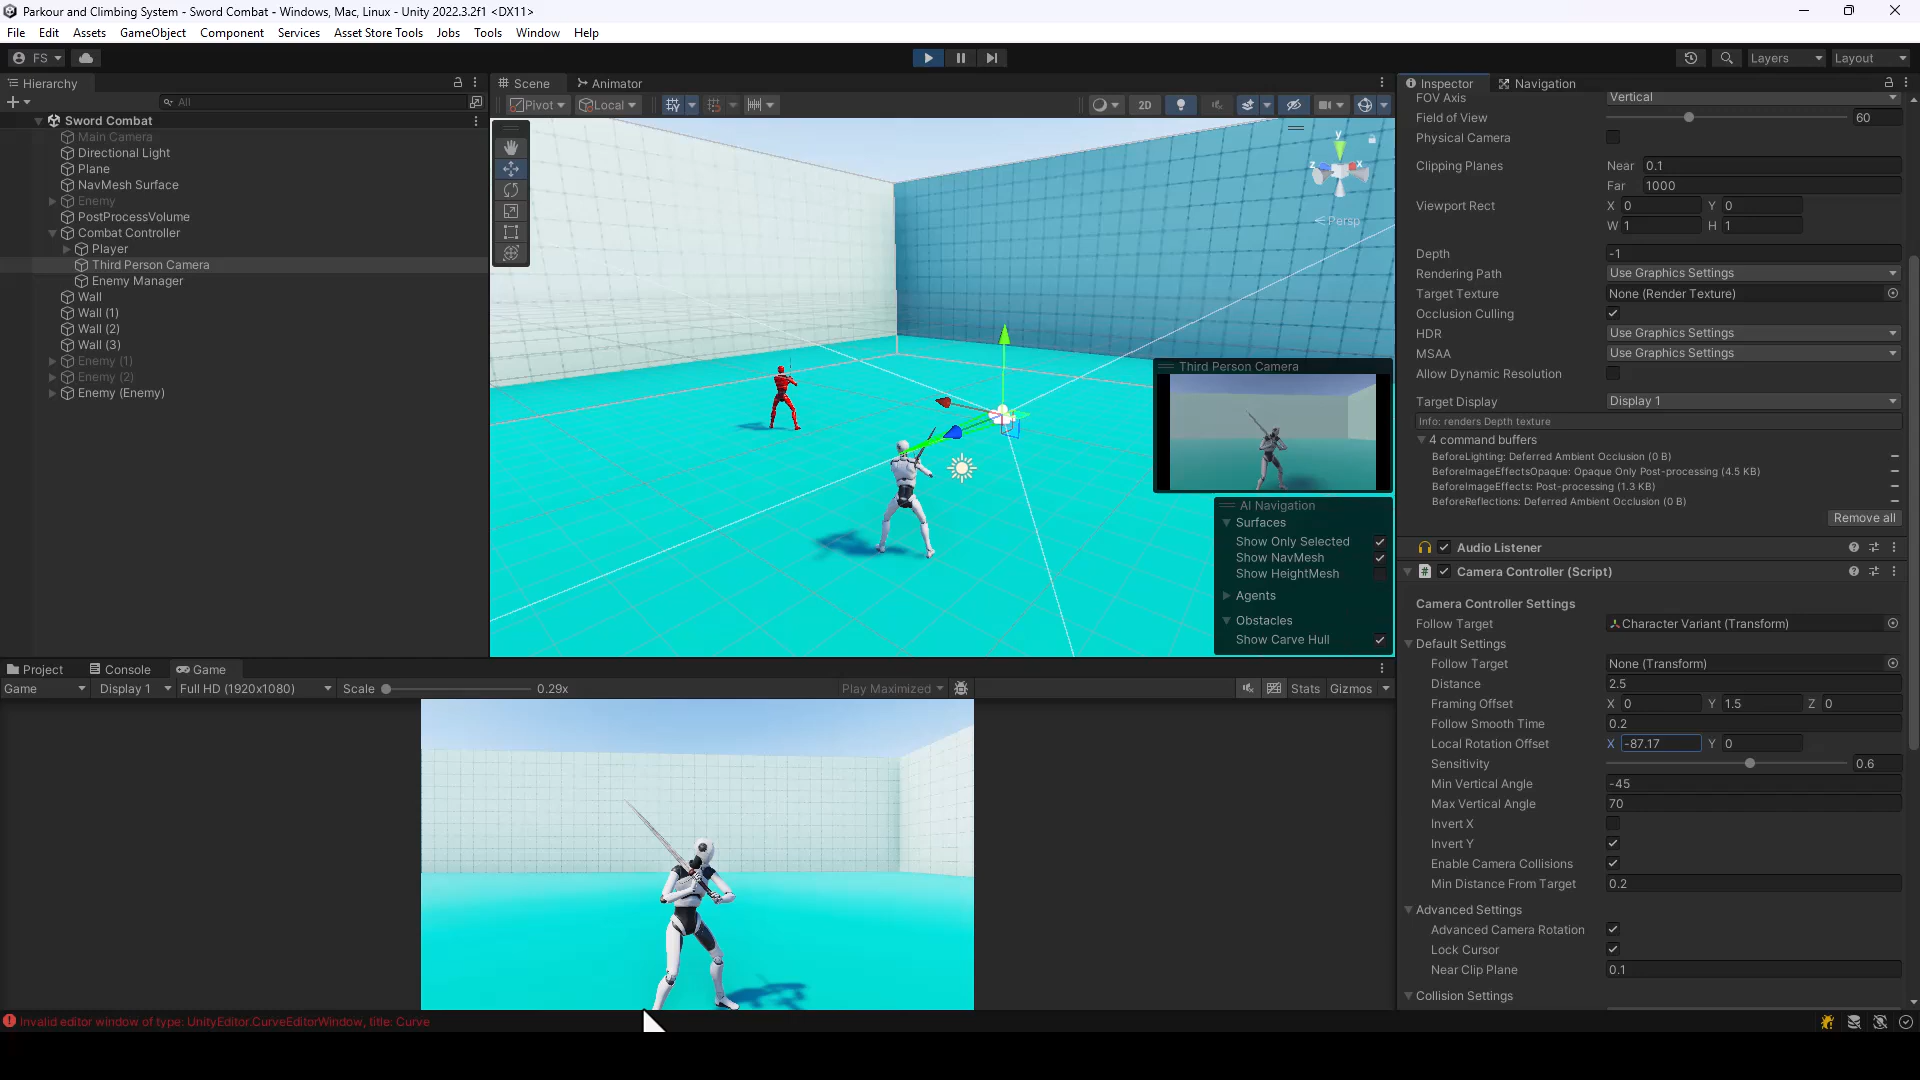 Parkour and Climbing System - Sword Combat - Windows, Mac, Linux - Unity 2022.3.2f1 <DX11>
File Edit Assets GameObject Component Services Asset Store Tools Jobs Tools Window Help
FS Layers Layout
Hierarchy
All
Sword Combat
Main Camera
Directional Light
Plane
NavMesh Surface
Enemy
PostProcessVolume
Combat Controller
Player
Third Person Camera
Enemy Manager
Wall
Wall (1)
Wall (2)
Wall (3)
Enemy (1)
Enemy (2)
Enemy (Enemy)
Scene Animator
Pivot Local 2D
y
z x
Persp
Third Person Camera
AI Navigation
Surfaces
Show Only Selected
Show NavMesh
Show HeightMesh
Agents
Obstacles
Show Carve Hull
Project Console Game
Game Display 1 Full HD (1920x1080) Scale 0.29x Play Maximized Stats Gizmos
Inspector Navigation
FOV Axis Vertical
Field of View 60
Physical Camera
Clipping Planes Near 0.1
Far 1000
Viewport Rect X 0 Y 0
W 1 H 1
Depth -1
Rendering Path Use Graphics Settings
Target Texture None (Render Texture)
Occlusion Culling
HDR Use Graphics Settings
MSAA Use Graphics Settings
Allow Dynamic Resolution
Target Display Display 1
Info: renders Depth texture
4 command buffers
BeforeLighting: Deferred Ambient Occlusion (0 B)
BeforeImageEffectsOpaque: Opaque Only Post-processing (4.5 KB)
BeforeImageEffects: Post-processing (1.3 KB)
BeforeReflections: Deferred Ambient Occlusion (0 B)
Remove all
Audio Listener
# Camera Controller (Script)
Camera Controller Settings
Follow Target Character Variant (Transform)
Default Settings
Follow Target None (Transform)
Distance 2.5
Framing Offset X 0 Y 1.5 Z 0
Follow Smooth Time 0.2
Local Rotation Offset X -87.17 Y 0
Sensitivity 0.6
Min Vertical Angle -45
Max Vertical Angle 70
Invert X
Invert Y
Enable Camera Collisions
Min Distance From Target 0.2
Advanced Settings
Advanced Camera Rotation
Lock Cursor
Near Clip Plane 0.1
Collision Settings
Invalid editor window of type: UnityEditor.CurveEditorWindow, title: Curve